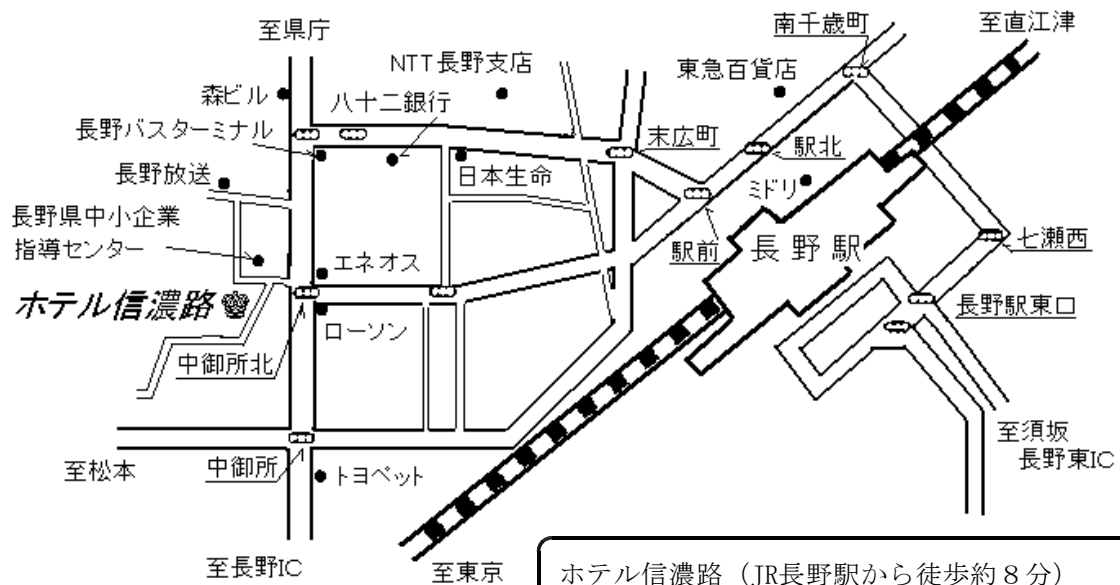 至県庁
南千歳町
至直江津
NTT長野支店
東急百貨店
森ビル
八十二銀行
長野バスターミナル
末広町
駅北
長野放送
日本生命
ミドリ
長野県中小企業
指導センター
駅前
長野駅
七瀬西
エネオス
ホテル信濃路
長野駅東口
ローソン
中御所北
至須坂
長野東IC
至松本
中御所
トヨペット
至長野IC
至東京
ホテル信濃路（JR長野駅から徒歩約８分）